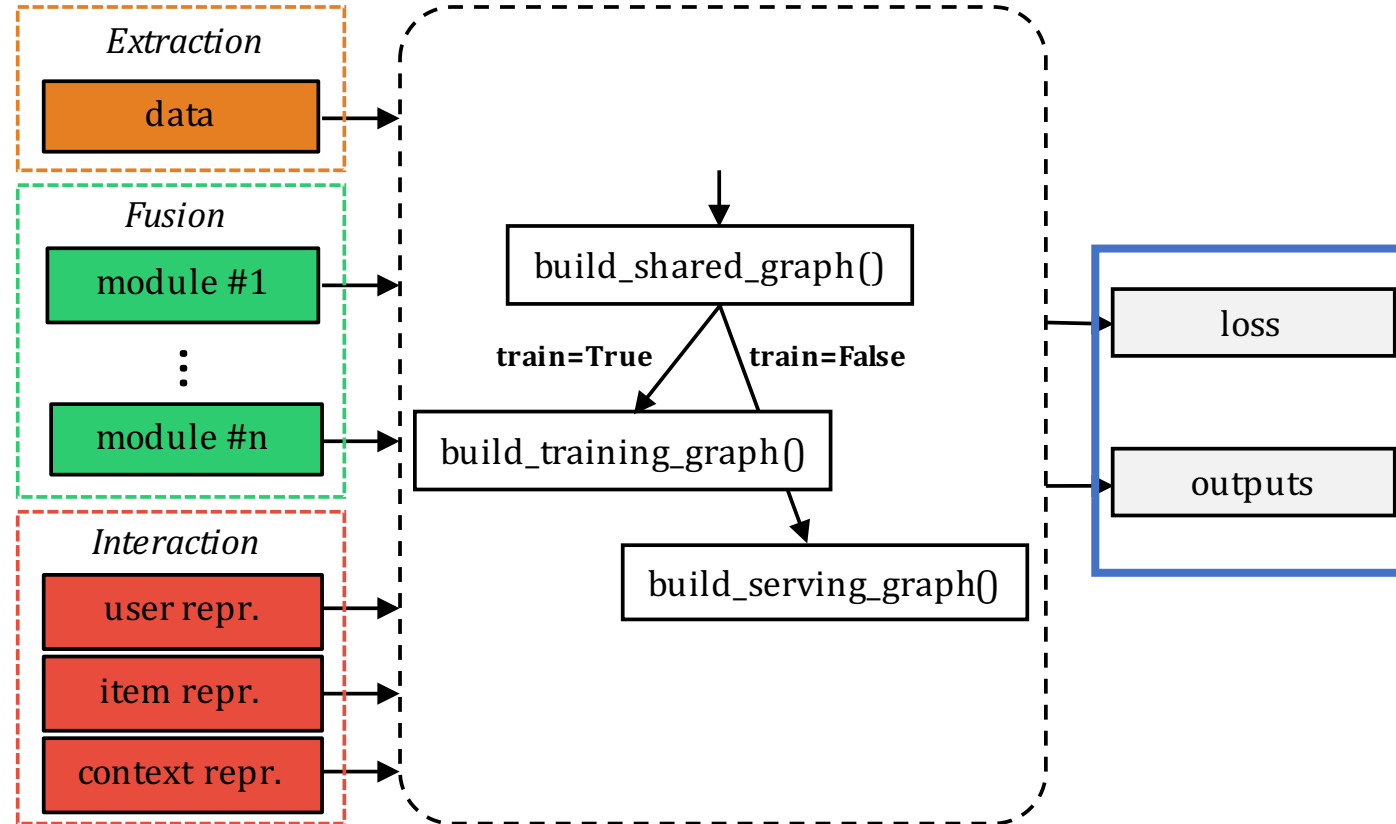 Extraction
data
Fusion
module #1
⋮
module #n
Interaction
user repr.
item repr.
context repr.
build_shared_graph()
train=True
train=False
build_training_graph()
build_serving_graph()
loss
outputs